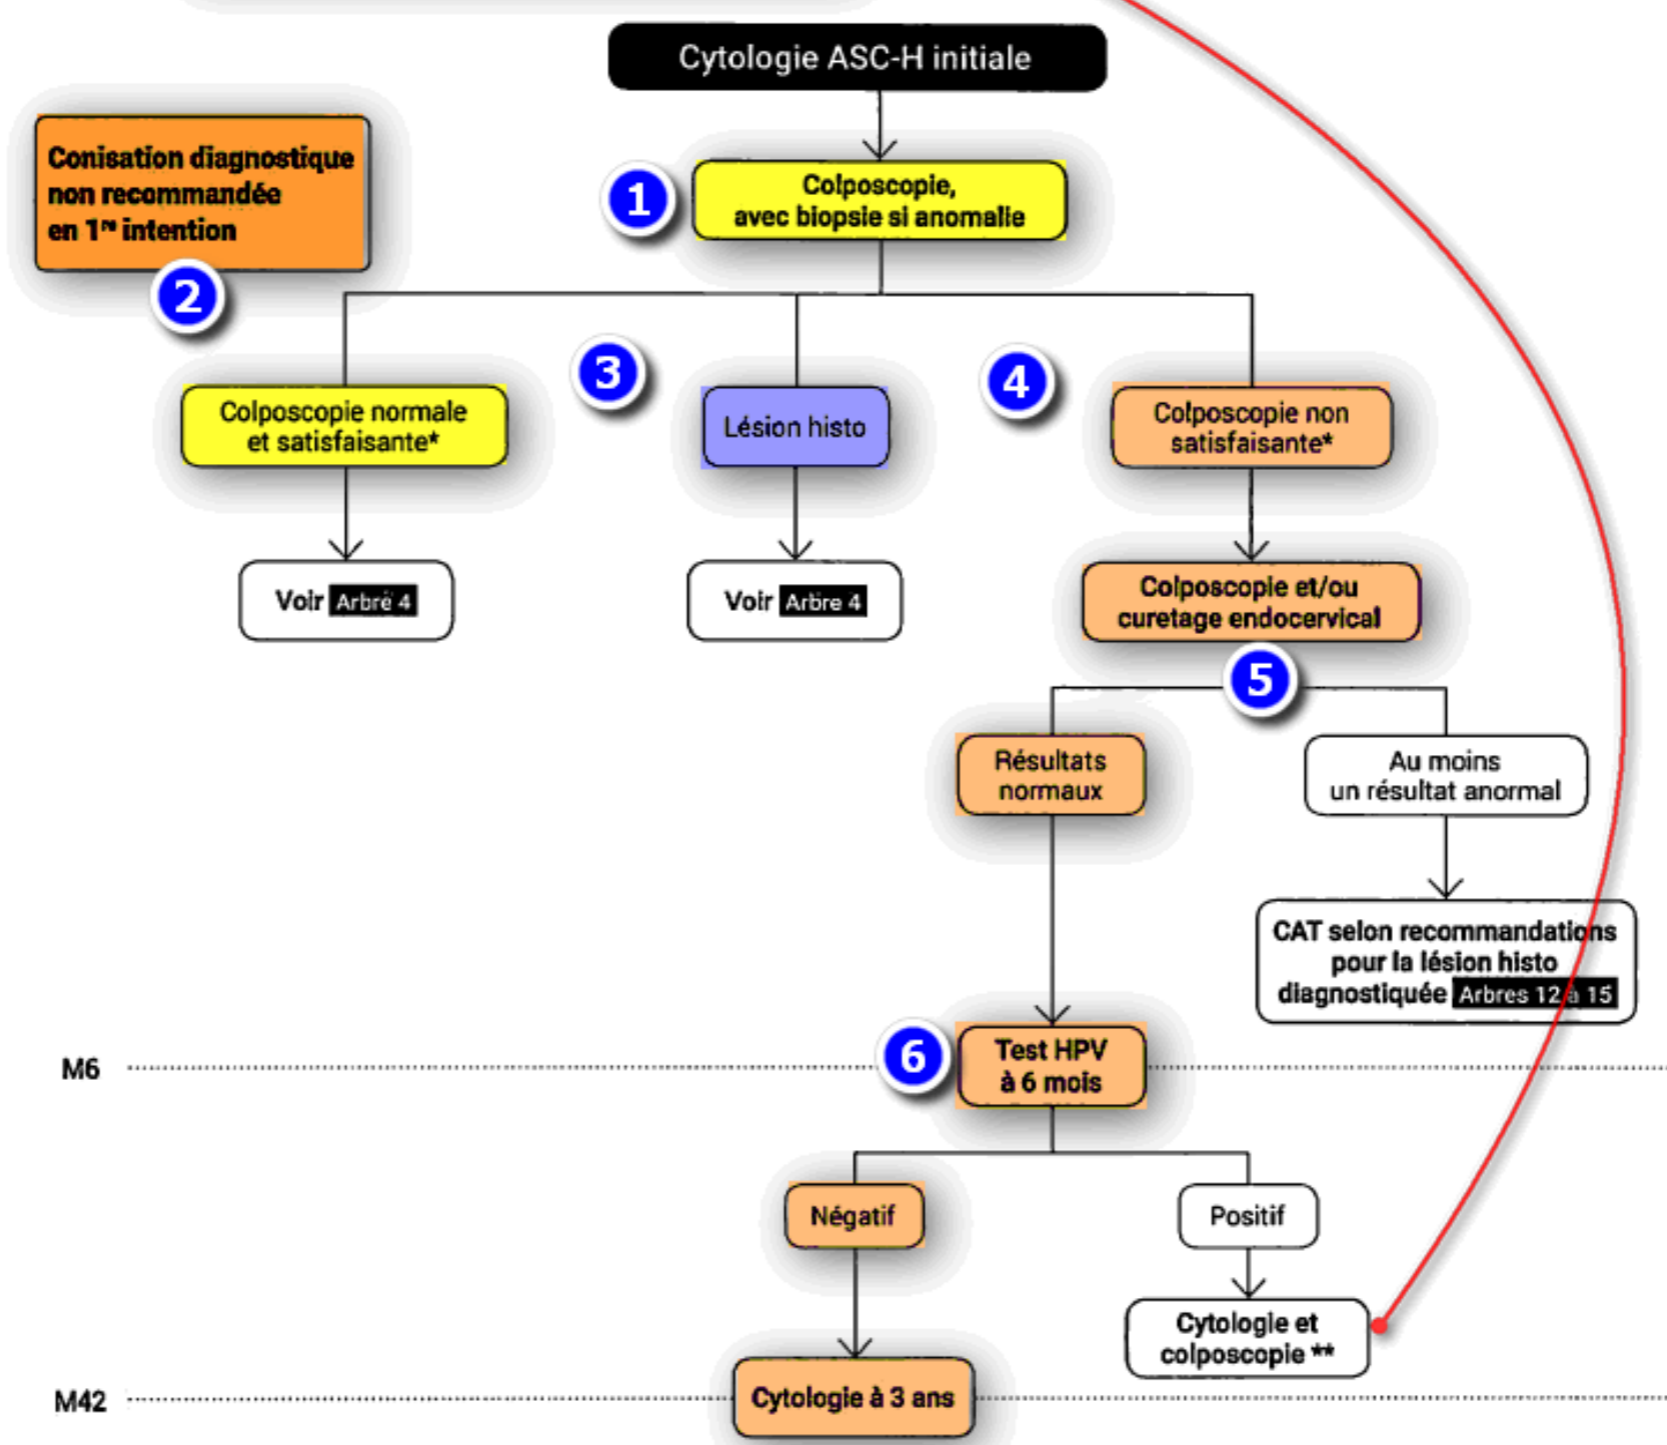 Cytologie ASC-H initiale
Conisation diagnostique
non recommandée
en 1re intention
1
Colposcopie,
avec biopsie si anomalie
2
3
4
Colposcopie normale
et satisfaisante*
Lésion histo
Colposcopie non
satisfaisante*
Voir Arbre 4
Voir Arbre 4
Colposcopie et/ou
curetage endocervical
5
Résultats
normaux
Au moins
un résultat anormal
CAT selon recommandations
pour la lésion histo
diagnostiquée Arbres 12 à 15
6
Test HPV
à 6 mois
M6
Négatif
Positif
Cytologie et
colposcopie **
Cytologie à 3 ans
M42